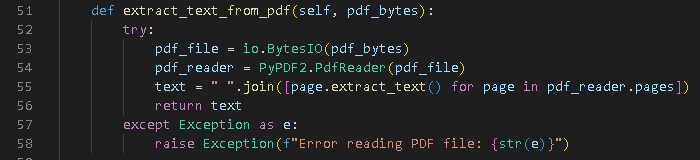 51 def extract_text_from_pdf(self, pdf_bytes):
52 try:
53 pdf_file = io.BytesIO(pdf_bytes)
54 pdf_reader = PyPDF2.PdfReader(pdf_file)
55 text = " ".join([page.extract_text() for page in pdf_reader.pages])
56 return text
57 except Exception as e:
58 raise Exception(f"Error reading PDF file: {str(e)}")